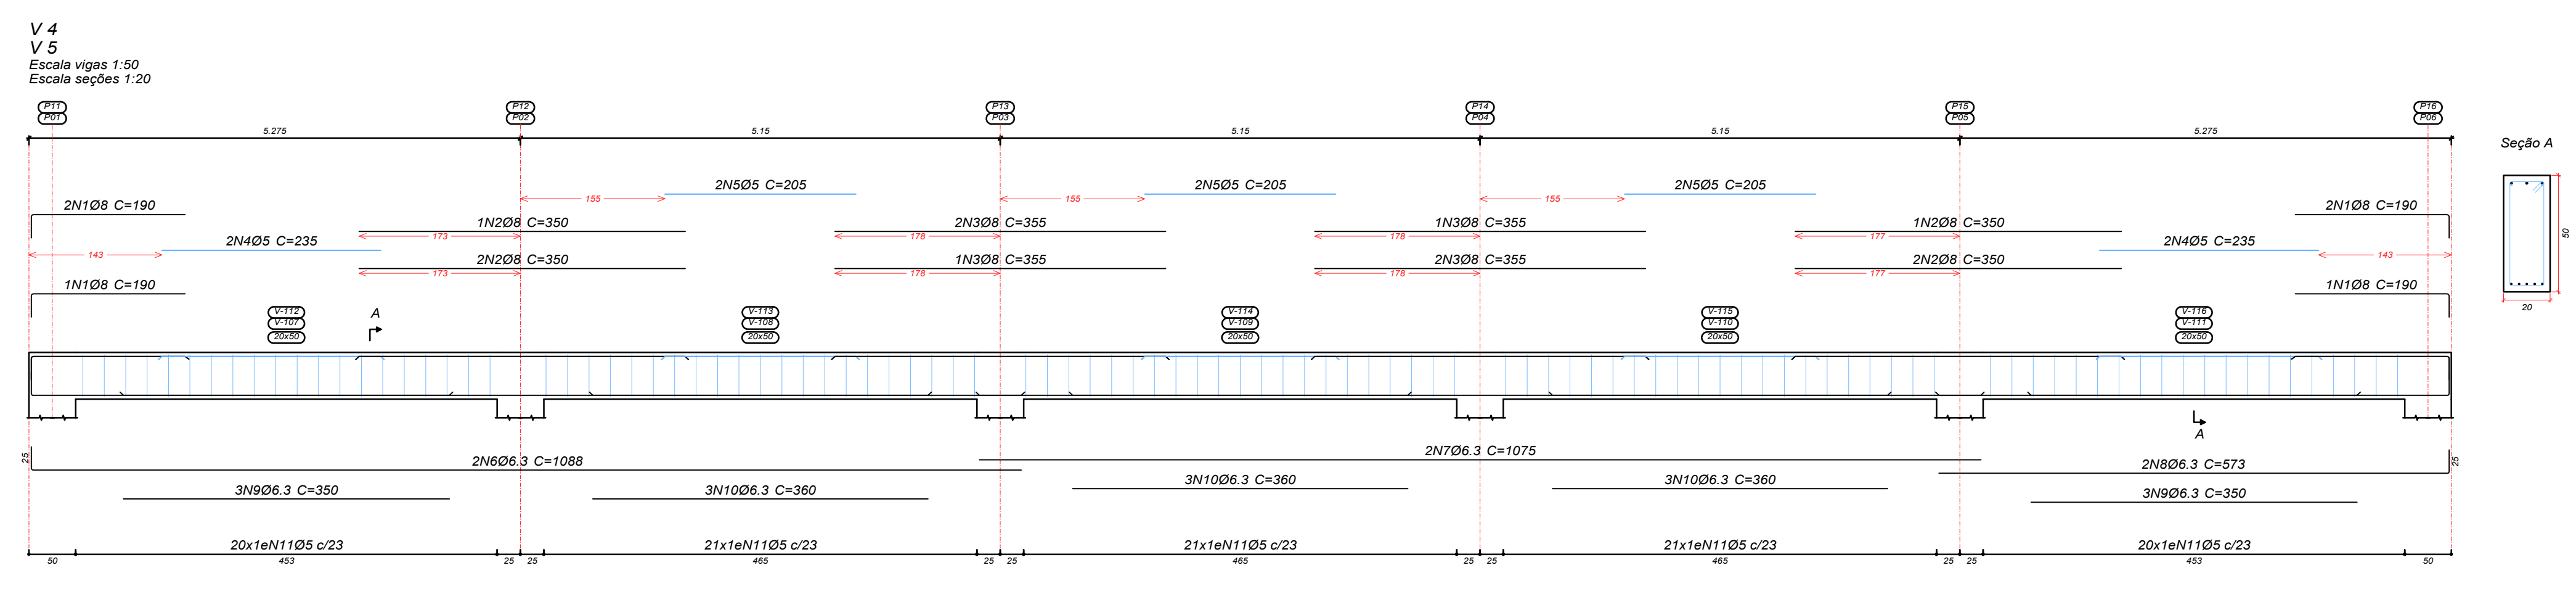 V 4
V 5
Escala vigas 1:50
Escala seções 1:20
P11 P12 P13 P14 P15 P16
P01 P02 P03 P04 P05 P06
5.275 5.15 5.15 5.15 5.275
Seção A
2N5Ø5 C=205 2N5Ø5 C=205 2N5Ø5 C=205
155 155 155
2N1Ø8 C=190 2N1Ø8 C=190
1N2Ø8 C=350 2N3Ø8 C=355 1N3Ø8 C=355 1N2Ø8 C=350
173 178 178 177
50
2N4Ø5 C=235 2N4Ø5 C=235
143 143
2N2Ø8 C=350 1N3Ø8 C=355 2N3Ø8 C=355 2N2Ø8 C=350
173 178 178 177
1N1Ø8 C=190 1N1Ø8 C=190
20
V-112 V-113 V-114 V-115 V-116
V-107 V-108 V-109 V-110 V-111
20x50 20x50 20x50 20x50 20x50
A
A
2N7Ø6.3 C=1075
25 2N6Ø6.3 C=1088 2N8Ø6.3 C=573 25
3N10Ø6.3 C=360 3N10Ø6.3 C=360
3N9Ø6.3 C=350 3N10Ø6.3 C=360 3N9Ø6.3 C=350
20x1eN11Ø5 c/23 21x1eN11Ø5 c/23 21x1eN11Ø5 c/23 21x1eN11Ø5 c/23 20x1eN11Ø5 c/23
50 453 25 25 465 25 25 465 25 25 465 25 25 453 50